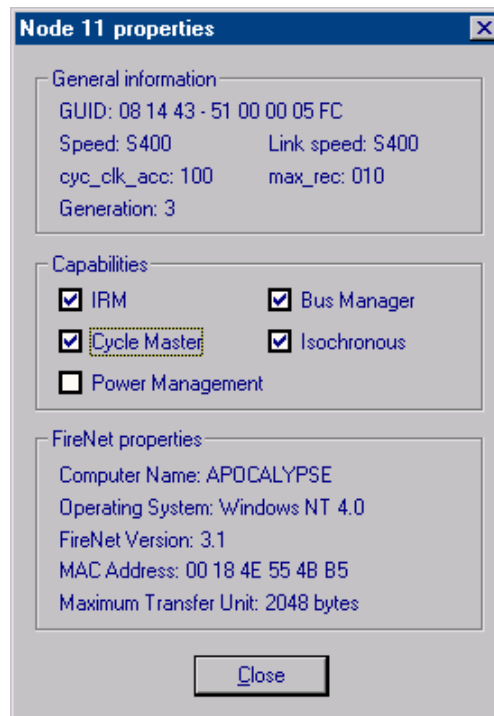 Node 11 properties
General information
GUID: 08 14 43 - 51 00 00 05 FC
Speed: S400 Link speed: S400
cyc_clk_acc: 100 max_rec: 010
Generation: 3
Capabilities
IRM Bus Manager
Cycle Master Isochronous
Power Management
FireNet properties
Computer Name: APOCALYPSE
Operating System: Windows NT 4.0
FireNet Version: 3.1
MAC Address: 00 18 4E 55 4B B5
Maximum Transfer Unit: 2048 bytes
Close